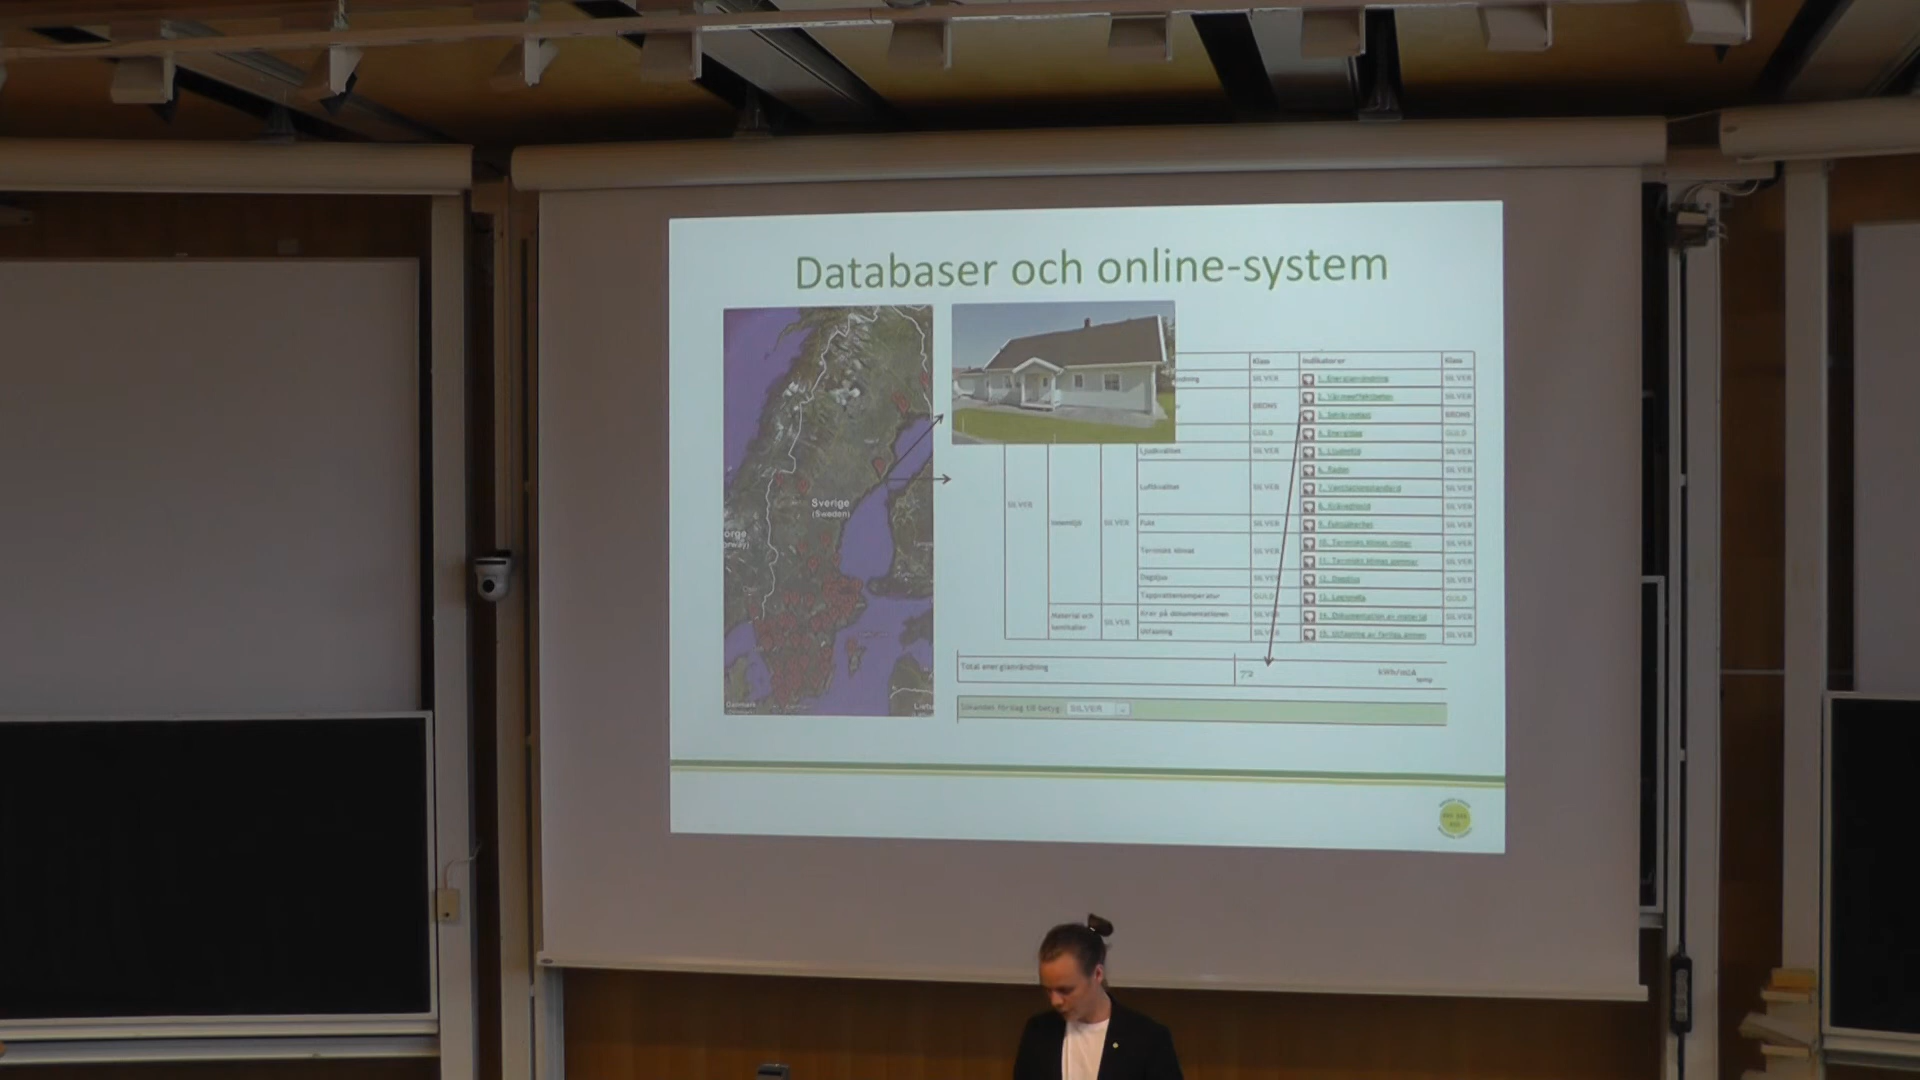 Databaser och online-system
Klass
Indikatorer
Klass
SILVER
1. Energianvändning
SILVER
2. Värmeeffektbehov
SILVER
BRONS
3. Solvärmelast
BRONS
GULD
4. Energislag
GULD
Ljudkvalitet
SILVER
5. Ljudmiljö
SILVER
6. Radon
SILVER
Luftkvalitet
SILVER
7. Ventilationsstandard
SILVER
8. Kvävedioxid
SILVER
SILVER
Innemiljö
SILVER
Fukt
SILVER
9. Fuktsäkerhet
SILVER
Termiskt klimat
SILVER
10. Termiskt klimat vinter
SILVER
11. Termiskt klimat sommar
SILVER
Dagsljus
SILVER
12. Dagsljus
SILVER
Tappvattentemperatur
GULD
13. Legionella
GULD
Material och
kemikalier
SILVER
Krav på dokumentationen
SILVER
14. Dokumentation av material
SILVER
Utfasning
SILVER
15. Utfasning av farliga ämnen
SILVER
Sverige
(Sweden)
orge
rway)
Total energianvändning
72
kWh/m2A
temp
Sökandes förslag till betyg: SILVER